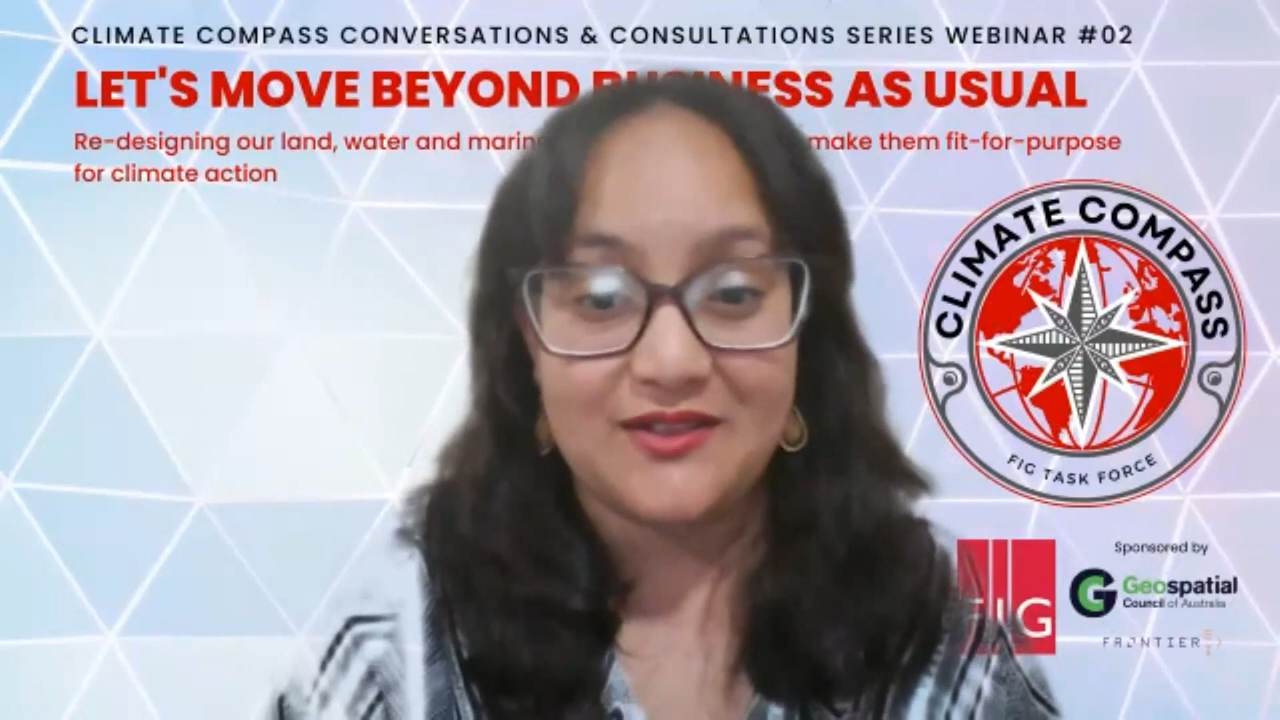 CLIMATE COMPASS CONVERSATIONS & CONSULTATIONS SERIES WEBINAR #02
LET'S MOVE BEYOND BUSINESS AS USUAL
Re-designing our land, water and marin make them fit-for-purpose
for climate action
CLIMATE COMPASS
FIG TASK FORCE
FIG
Sponsored by
Geospatial
Council of Australia
FRONTIER